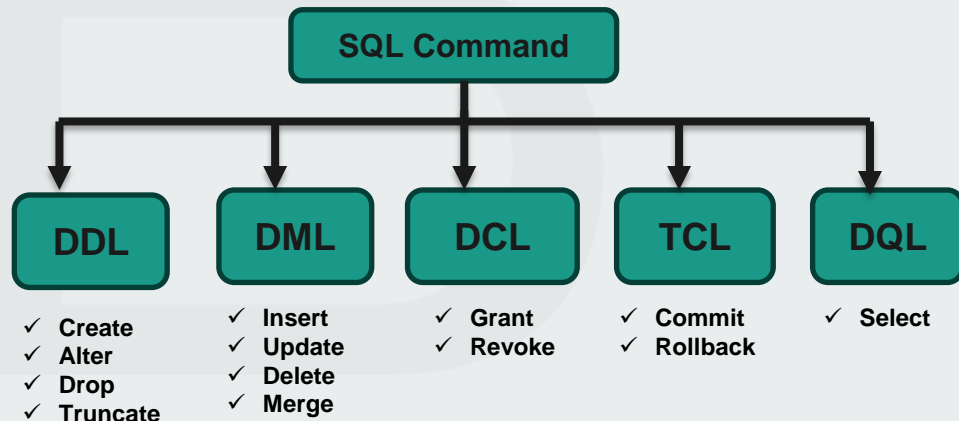 SQL Command
DDL
Create
Alter
Drop
Truncate
DML
Insert
Update
Delete
Merge
DCL
Grant
Revoke
TCL
Commit
Rollback
DQL
Select